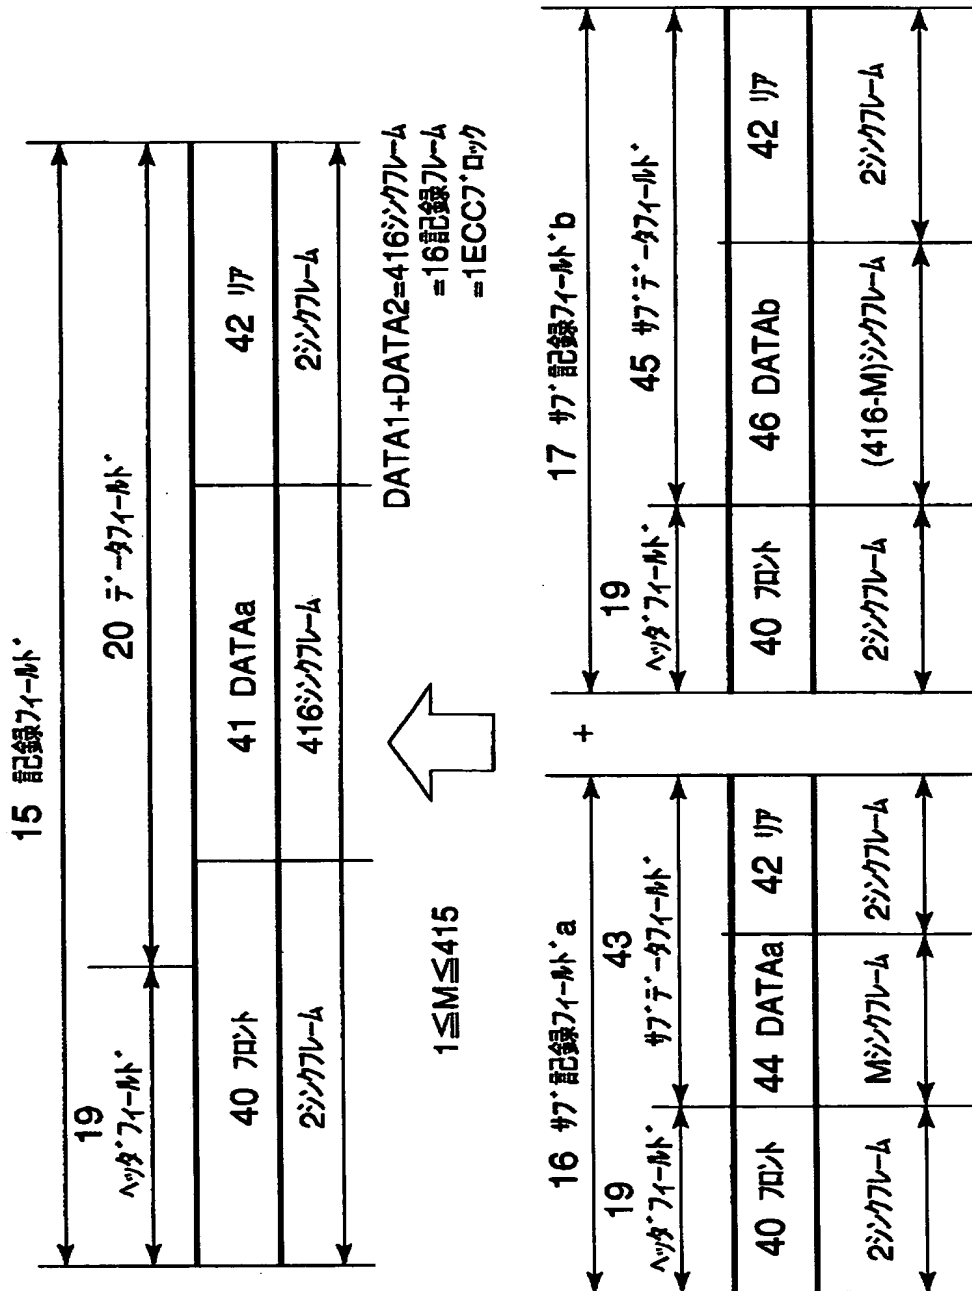 15 記録フィールド
19
ヘッダフィールド
20 データフィールド
40 フロント
41 DATAa
42 リア
2シンクフレーム
416シンクフレーム
2シンクフレーム
1≦M≦415
DATA1+DATA2=416シンクフレーム
=16記録フレーム
=1ECCブロック
16 サブ記録フィールドa
19
ヘッダフィールド
43
サブデータフィールド
40 フロント
44 DATAa
42 リア
2シンクフレーム
Mシンクフレーム
2シンクフレーム
+
17 サブ記録フィールドb
19
ヘッダフィールド
45 サブデータフィールド
40 フロント
46 DATAb
42 リア
2シンクフレーム
(416-M)シンクフレーム
2シンクフレーム